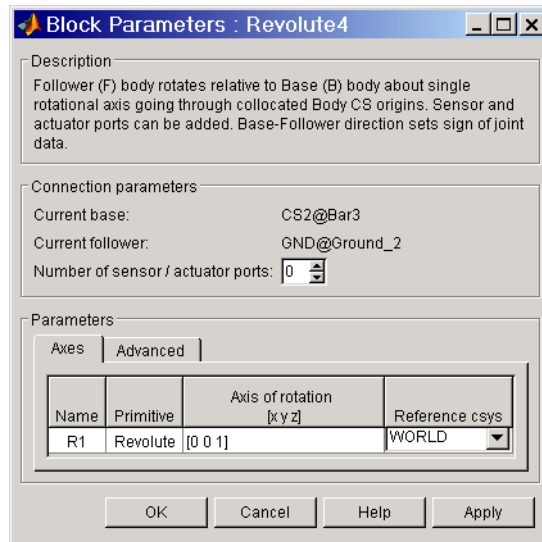 Block Parameters : Revolute4
Description
Follower (F) body rotates relative to Base (B) body about single
rotational axis going through collocated Body CS origins. Sensor and
actuator ports can be added. Base-Follower direction sets sign of joint
data.
Connection parameters
Current base: CS2@Bar3
Current follower: GND@Ground_2
Number of sensor / actuator ports: 0
Parameters
Axes Advanced
Name Primitive Axis of rotation [x y z] Reference csys
R1 Revolute [0 0 1] WORLD
OK Cancel Help Apply